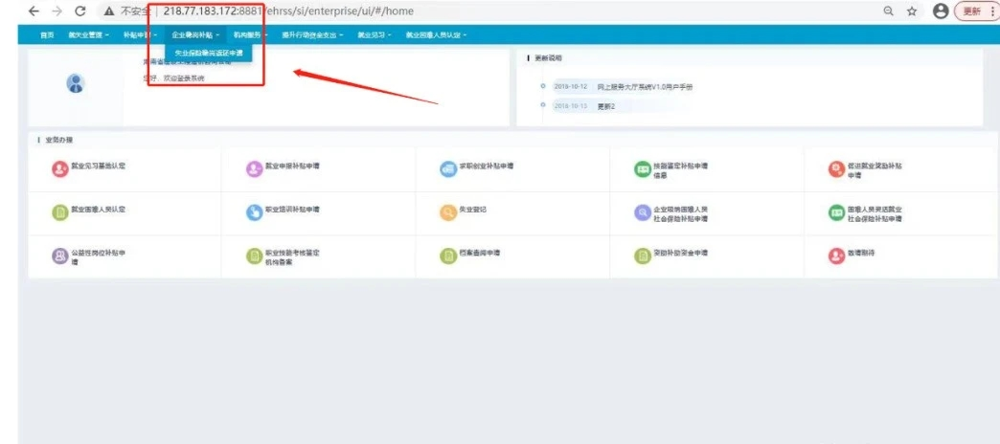 不安全 218.77.183.172:8881/ehrss/si/enterprise/ui/#/home 更新
首页 就失业管理 补贴申请 企业稳岗补贴 机构服务 提升行动资金支出 就业见习 就业困难人员认定
失业保险稳岗返还申请
您好，欢迎登录系统
更新说明
2016-10-12 网上服务大厅系统V1.0用户手册
2016-10-13 更新2
业务办理
就业见习基地认定 就业申报补贴申请 求职创业补贴申请 技能鉴定补贴申请信息 促进就业奖励补贴申请
就业困难人员认定 职业培训补贴申请 失业登记 企业吸纳困难人员社会保险补贴申请 困难人员灵活就业社会保险补贴申请
公益性岗位补贴申请 职业技能考核鉴定机构备案 档案查阅申请 资助补助资金申请 敬请期待